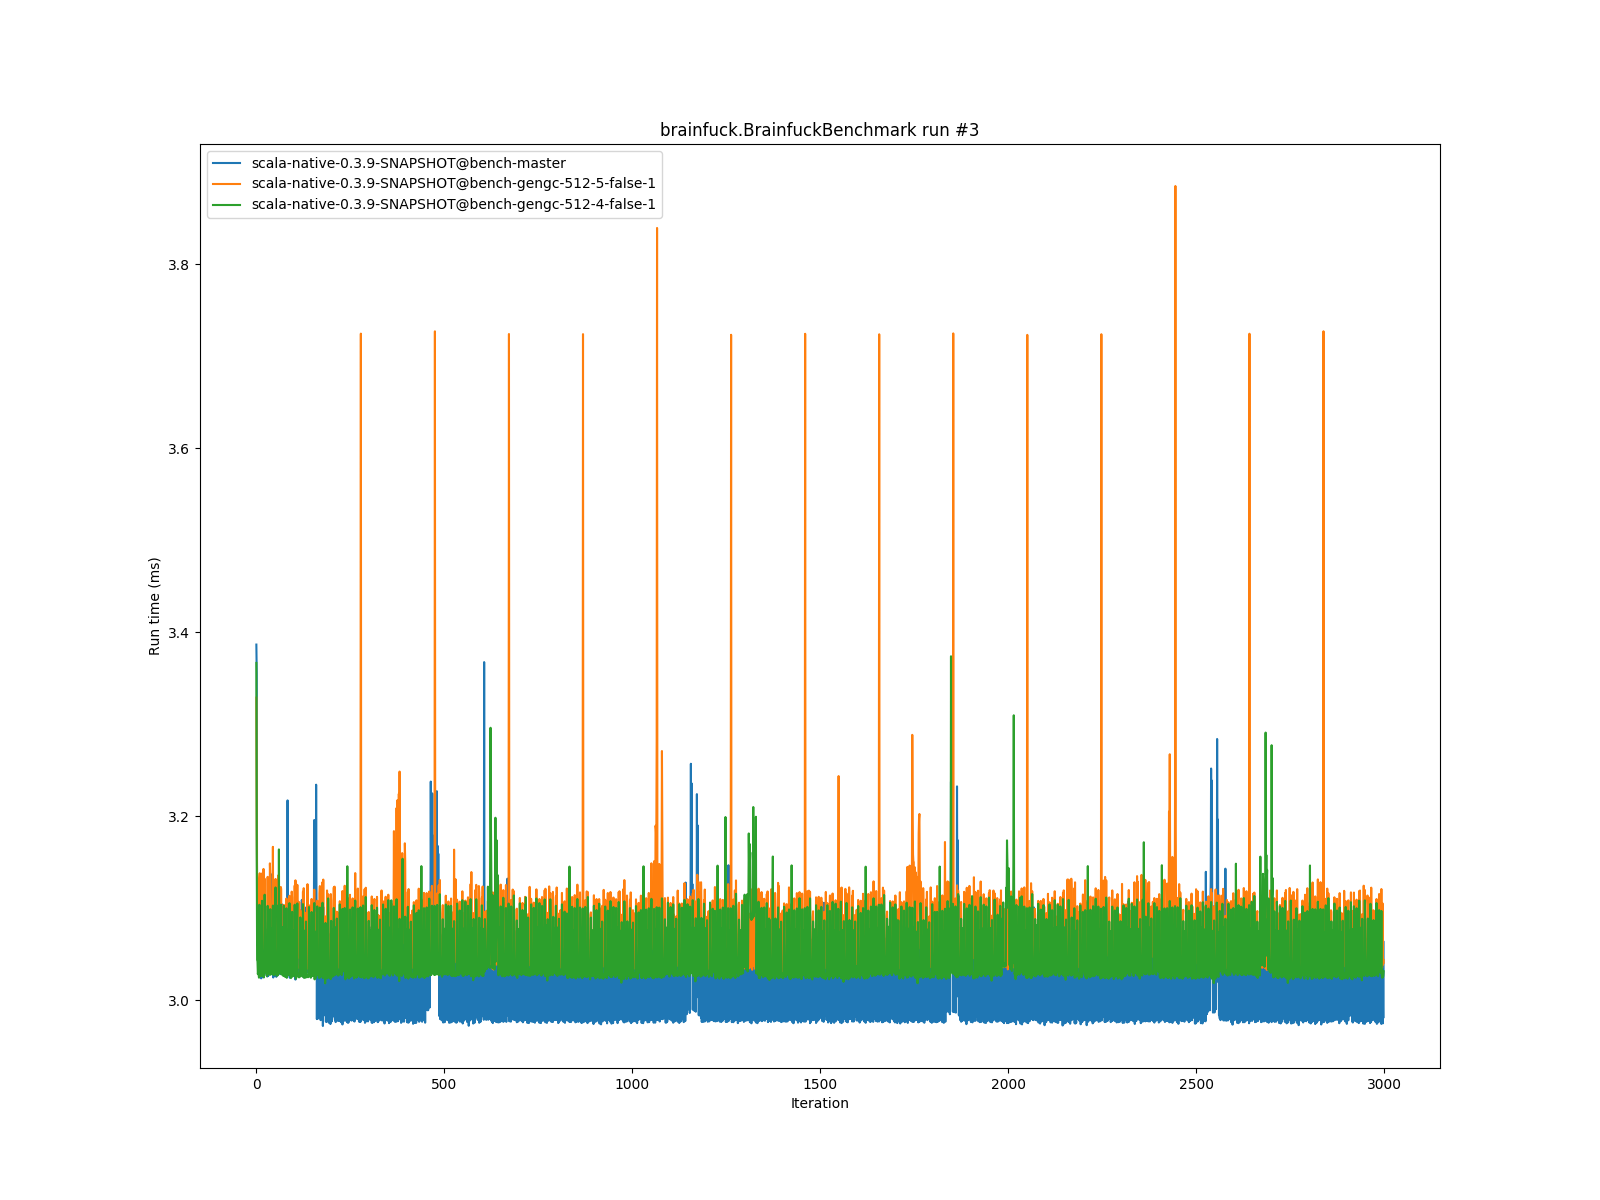 brainfuck.BrainfuckBenchmark run #3
scala-native-0.3.9-SNAPSHOT@bench-master
scala-native-0.3.9-SNAPSHOT@bench-gengc-512-5-false-1
scala-native-0.3.9-SNAPSHOT@bench-gengc-512-4-false-1
3.8
3.6
3.4
3.2
3.1
3.0
Run time (ms)
0 500 1000 1500 2000 2500 3000
Iteration